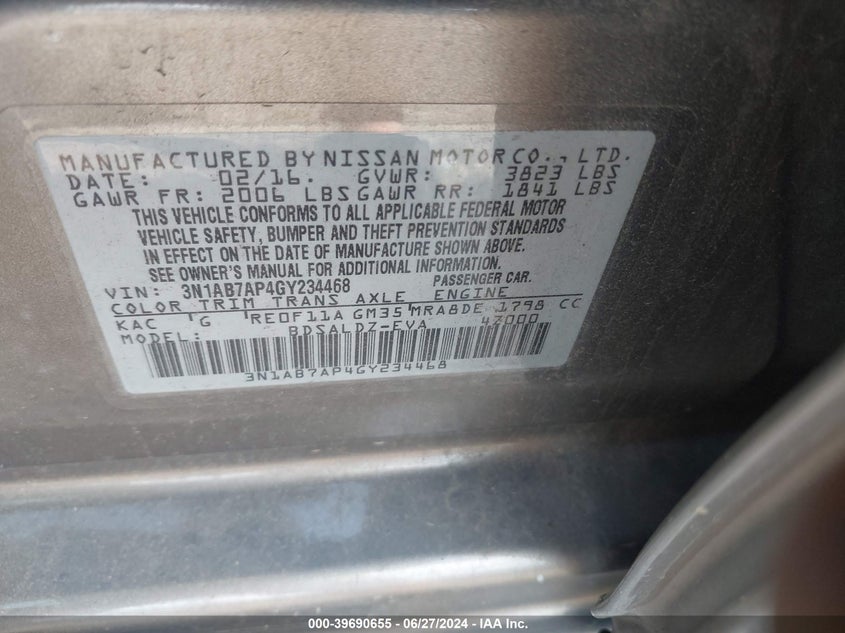 MANUFACTURED BY NISSAN MOTOR CO., LTD.
DATE: 02/16. GVWR: 3823 LBS
GAWR FR: 2006 LBS GAWR RR: 1841 LBS
THIS VEHICLE CONFORMS TO ALL APPLICABLE FEDERAL MOTOR
VEHICLE SAFETY, BUMPER AND THEFT PREVENTION STANDARDS
IN EFFECT ON THE DATE OF MANUFACTURE SHOWN ABOVE.
SEE OWNER'S MANUAL FOR ADDITIONAL INFORMATION.
VIN: 3N1AB7AP4GY234468 PASSENGER CAR.
COLOR TRIM TRANS AXLE ENGINE
KAC G RE0F11A GM35 MRA8DE 1798 CC
MODEL: BDSALDZ-EVA 47000
3N1AB7AP4GY234468
000-39690655 - 06/27/2024 - IAA Inc.